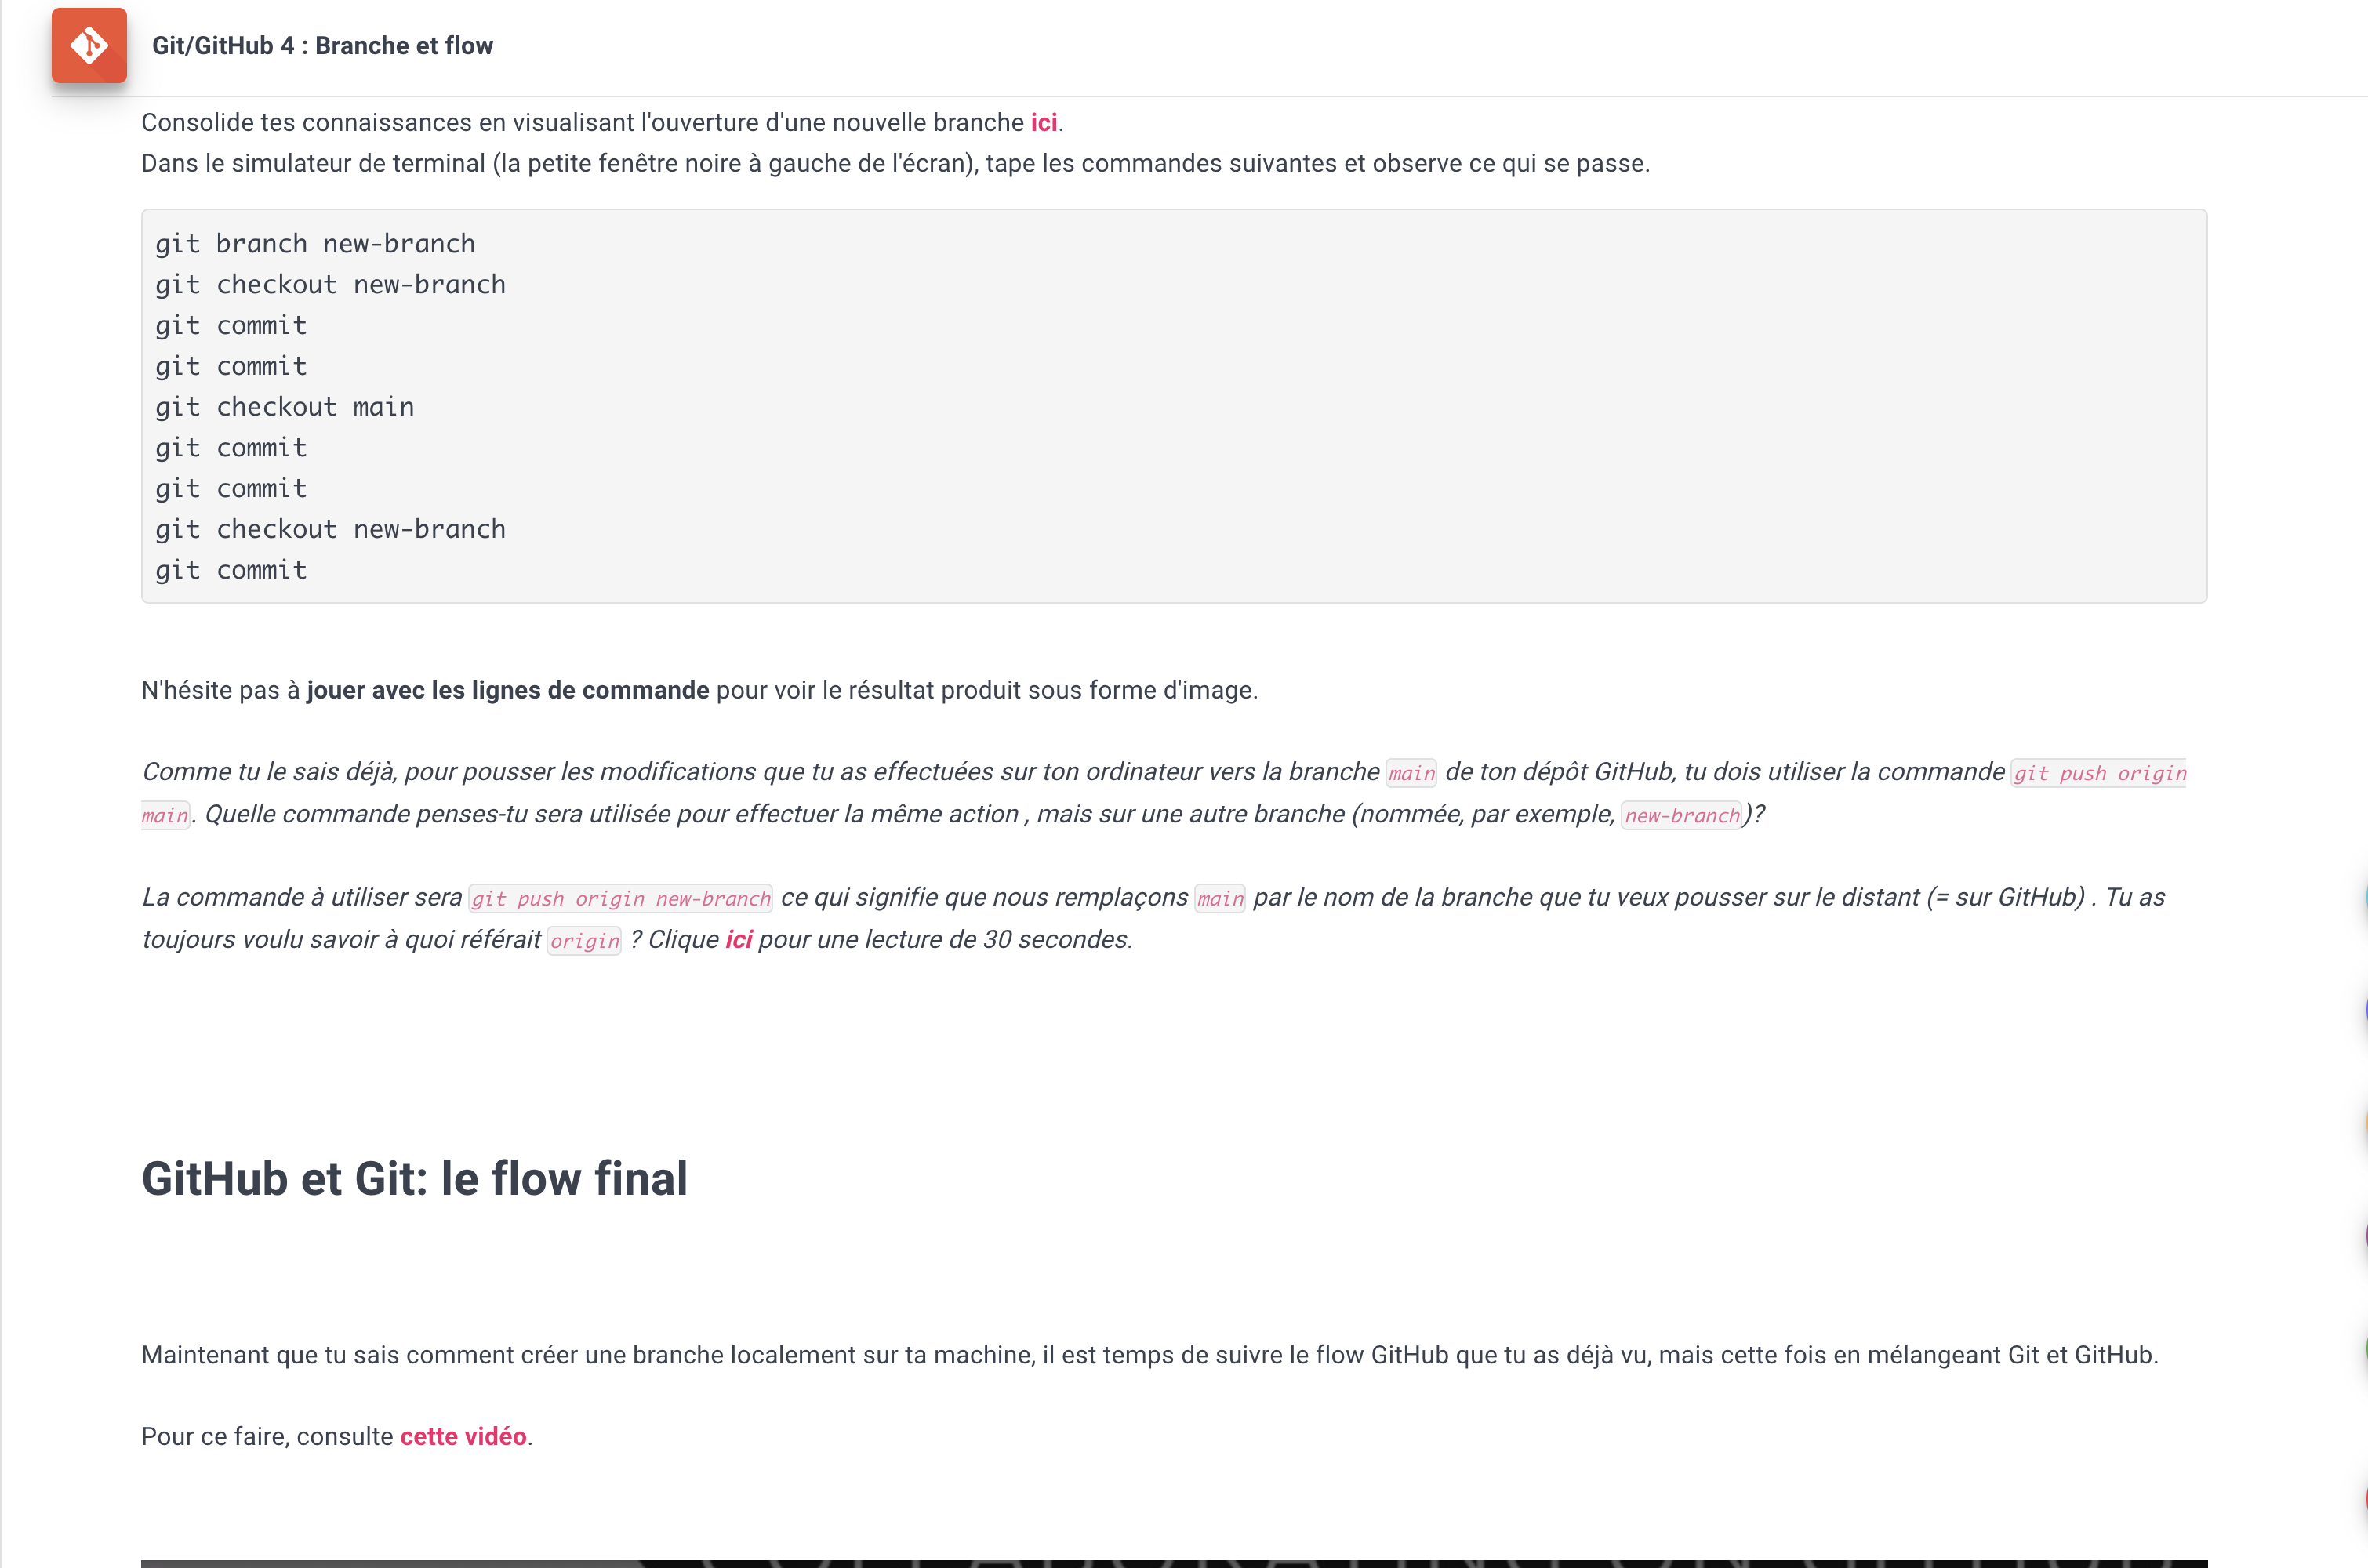 Git/GitHub 4 : Branche et flow
Consolide tes connaissances en visualisant l'ouverture d'une nouvelle branche ici.
Dans le simulateur de terminal (la petite fenêtre noire à gauche de l'écran), tape les commandes suivantes et observe ce qui se passe.
git branch new-branch
git checkout new-branch
git commit
git commit
git checkout main
git commit
git commit
git checkout new-branch
git commit
N'hésite pas à jouer avec les lignes de commande pour voir le résultat produit sous forme d'image.
Comme tu le sais déjà, pour pousser les modifications que tu as effectuées sur ton ordinateur vers la branche main de ton dépôt GitHub, tu dois utiliser la commande git push origin
main. Quelle commande penses-tu sera utilisée pour effectuer la même action , mais sur une autre branche (nommée, par exemple, new-branch)?
La commande à utiliser sera git push origin new-branch ce qui signifie que nous remplaçons main par le nom de la branche que tu veux pousser sur le distant (= sur GitHub) . Tu as
toujours voulu savoir à quoi référait origin ? Clique ici pour une lecture de 30 secondes.
GitHub et Git: le flow final
Maintenant que tu sais comment créer une branche localement sur ta machine, il est temps de suivre le flow GitHub que tu as déjà vu, mais cette fois en mélangeant Git et GitHub.
Pour ce faire, consulte cette vidéo.